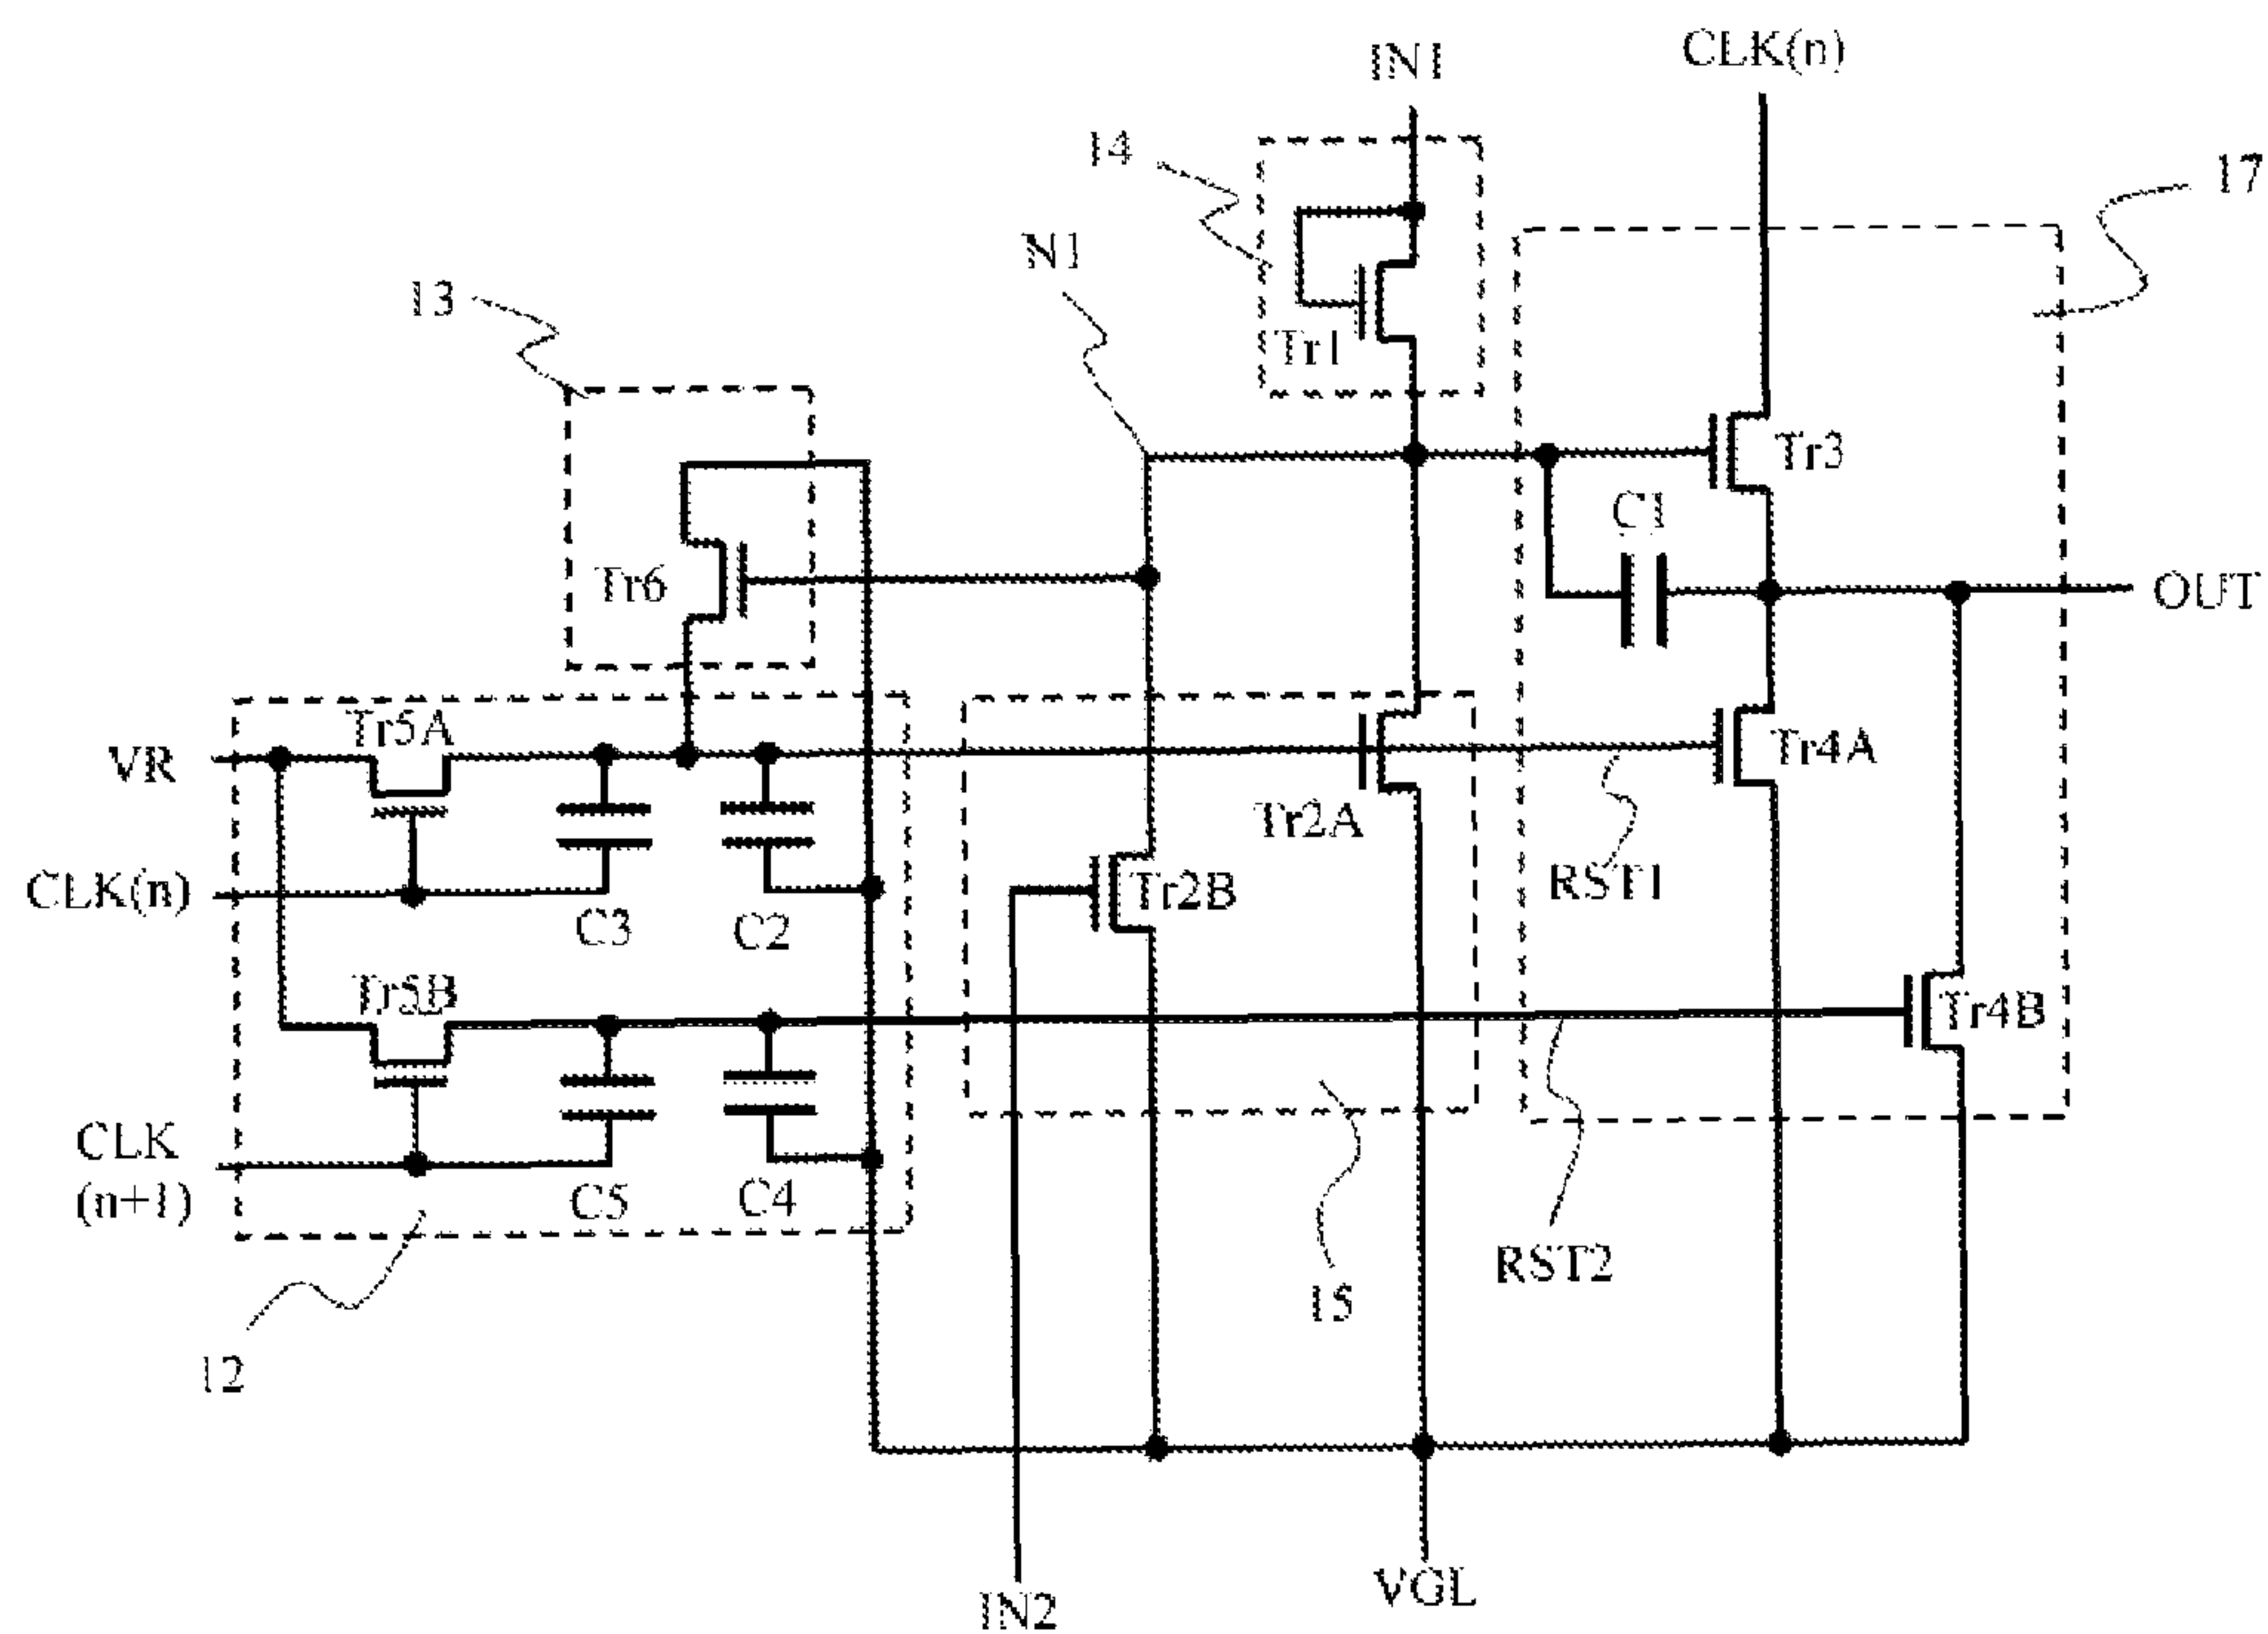 IN1
CLK(n)
14
17
N1
13
Tr1
Tr3
C1
Tr6
OUT
Tr5A
VR
Tr4A
Tr2A
RST1
CLK(n)
Tr2B
C3
C2
Tr5B
Tr4B
CLK
(n+1)
C5
C4
RST2
15
12
VGL
IN2